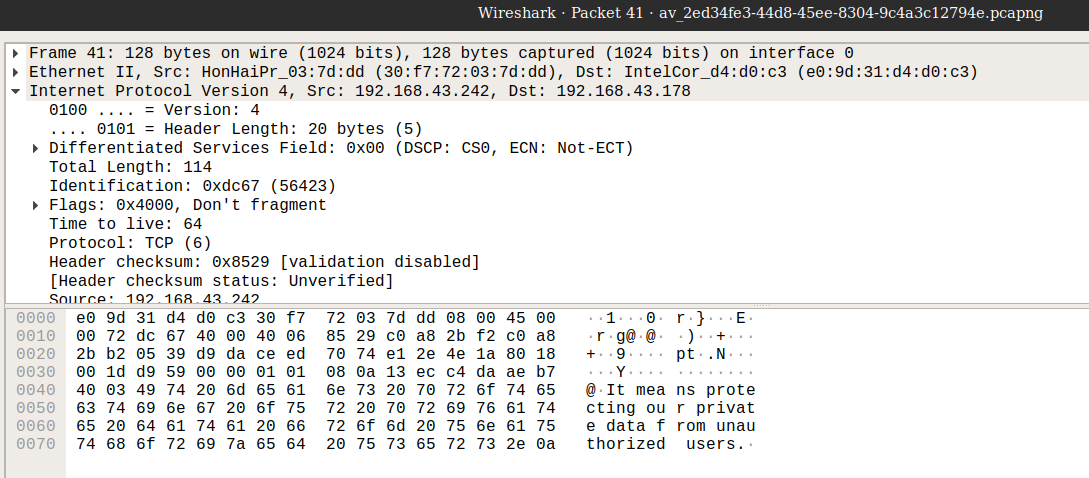 Wireshark · Packet 41 · av_2ed34fe3-44d8-45ee-8304-9c4a3c12794e.pcapng
Frame 41: 128 bytes on wire (1024 bits), 128 bytes captured (1024 bits) on interface 0
Ethernet II, Src: HonHaiPr_03:7d:dd (30:f7:72:03:7d:dd), Dst: IntelCor_d4:d0:c3 (e0:9d:31:d4:d0:c3)
Internet Protocol Version 4, Src: 192.168.43.242, Dst: 192.168.43.178
0100 .... = Version: 4
.... 0101 = Header Length: 20 bytes (5)
Differentiated Services Field: 0x00 (DSCP: CS0, ECN: Not-ECT)
Total Length: 114
Identification: 0xdc67 (56423)
Flags: 0x4000, Don't fragment
Time to live: 64
Protocol: TCP (6)
Header checksum: 0x8529 [validation disabled]
[Header checksum status: Unverified]
Source: 192.168.43.242
0000 e0 9d 31 d4 d0 c3 30 f7 72 03 7d dd 08 00 45 00 ··1···0· r·}···E·
0010 00 72 dc 67 40 00 40 06 85 29 c0 a8 2b f2 c0 a8 ·r·g@·@· ·)··+···
0020 2b b2 05 39 d9 da ce ed 70 74 e1 2e 4e 1a 80 18 +··9···· pt·.N···
0030 00 1d d9 59 00 00 01 01 08 0a 13 ec c4 da ae b7 ···Y···· ········
0040 40 03 49 74 20 6d 65 61 6e 73 20 70 72 6f 74 65 @·It mea ns prote
0050 63 74 69 6e 67 20 6f 75 72 20 70 72 69 76 61 74 cting ou r privat
0060 65 20 64 61 74 61 20 66 72 6f 6d 20 75 6e 61 75 e data f rom unau
0070 74 68 6f 72 69 7a 65 64 20 75 73 65 72 73 2e 0a thorized  users.·